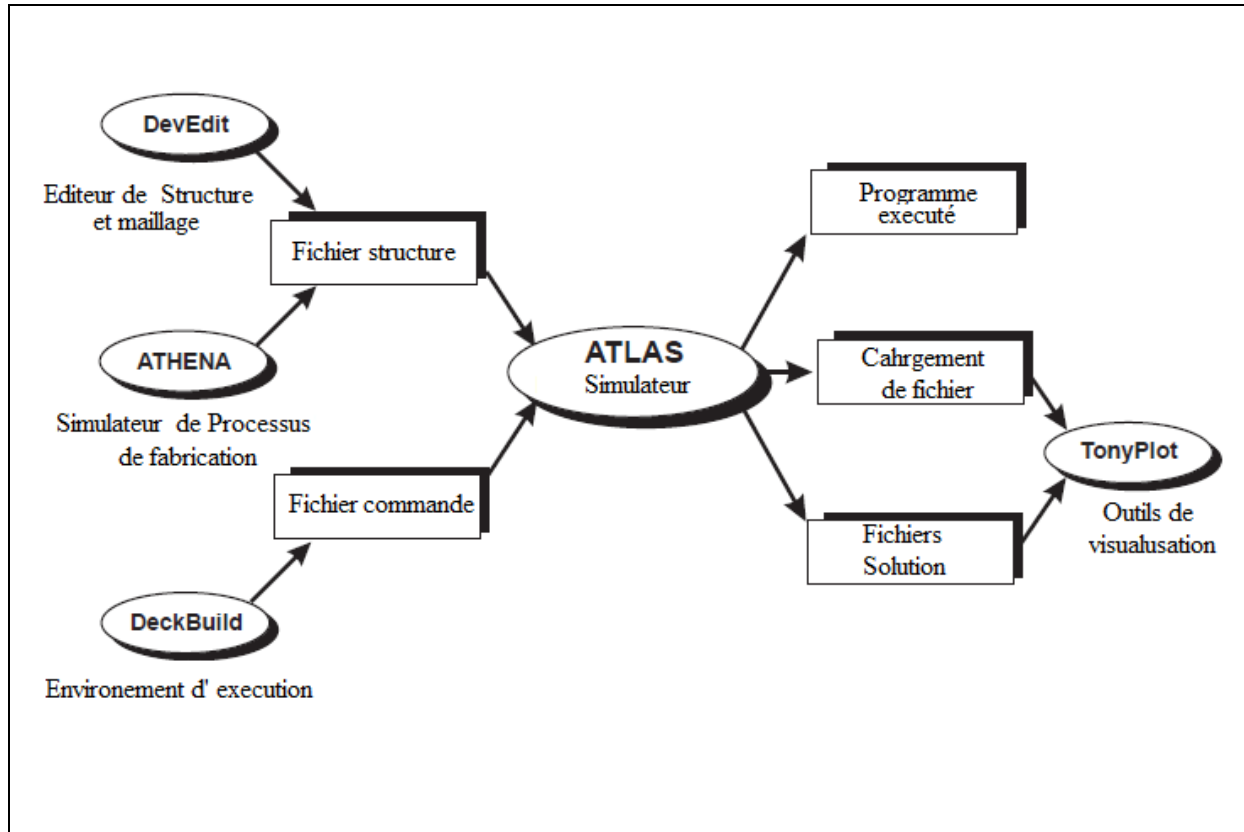 DevEdit
Editeur de Structure
et maillage
Fichier structure
ATHENA
Simulateur de Processus
de fabrication
Fichier commande
DeckBuild
Environement d' execution
ATLAS
Simulateur
Programme
executé
Cahrgement
de fichier
Fichiers
Solution
TonyPlot
Outils de
visualusation